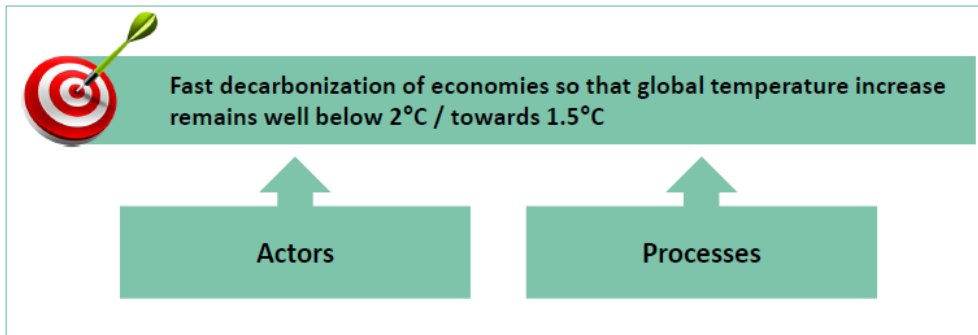 Fast decarbonization of economies so that global temperature increase
remains well below 2°C / towards 1.5°C
Actors
Processes